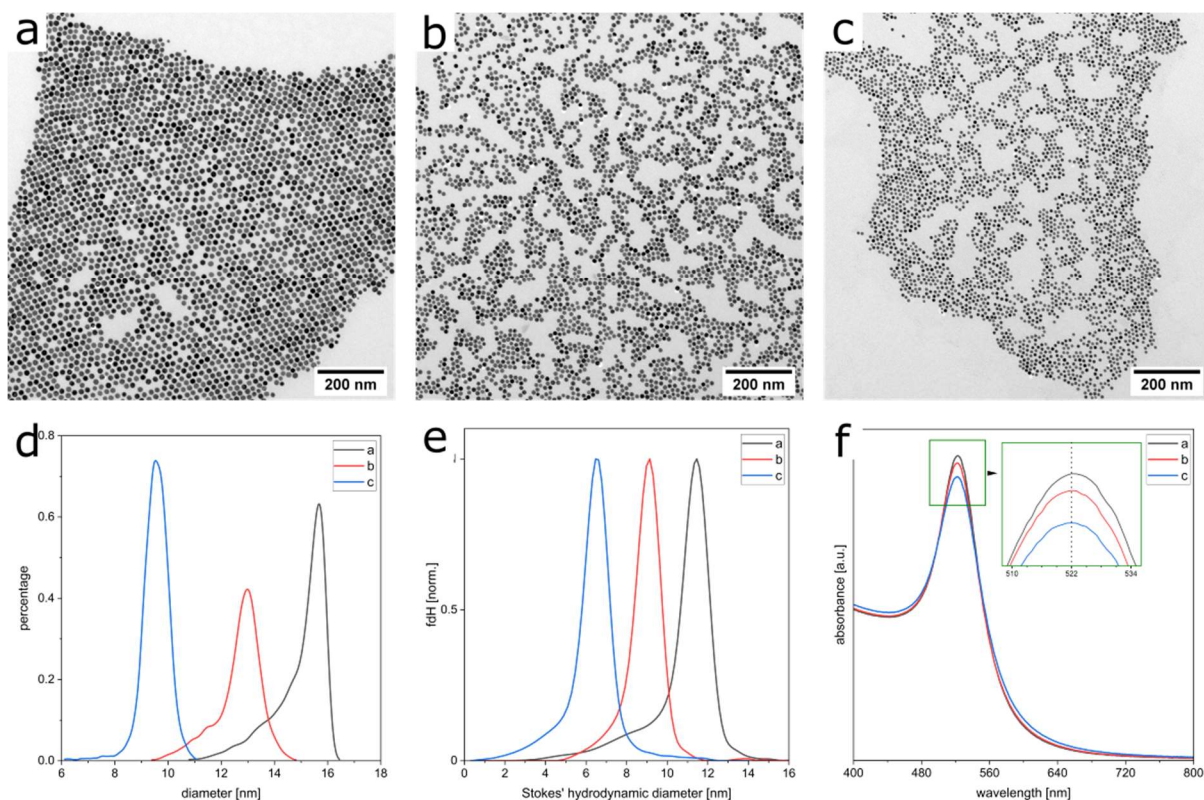 a
b
c
200 nm
200 nm
200 nm
d
0.8
0.6
0.4
0.2
0.0
percentage
6 8 10 12 14 16 18
diameter [nm]
a
b
c
e
0.5
0
fdH [norm.]
0 2 4 6 8 10 12 14 16
Stokes' hydrodynamic diameter [nm]
a
b
c
f
absorbance [a.u.]
400 480 560 640 720 800
wavelength [nm]
510 522 534
a
b
c